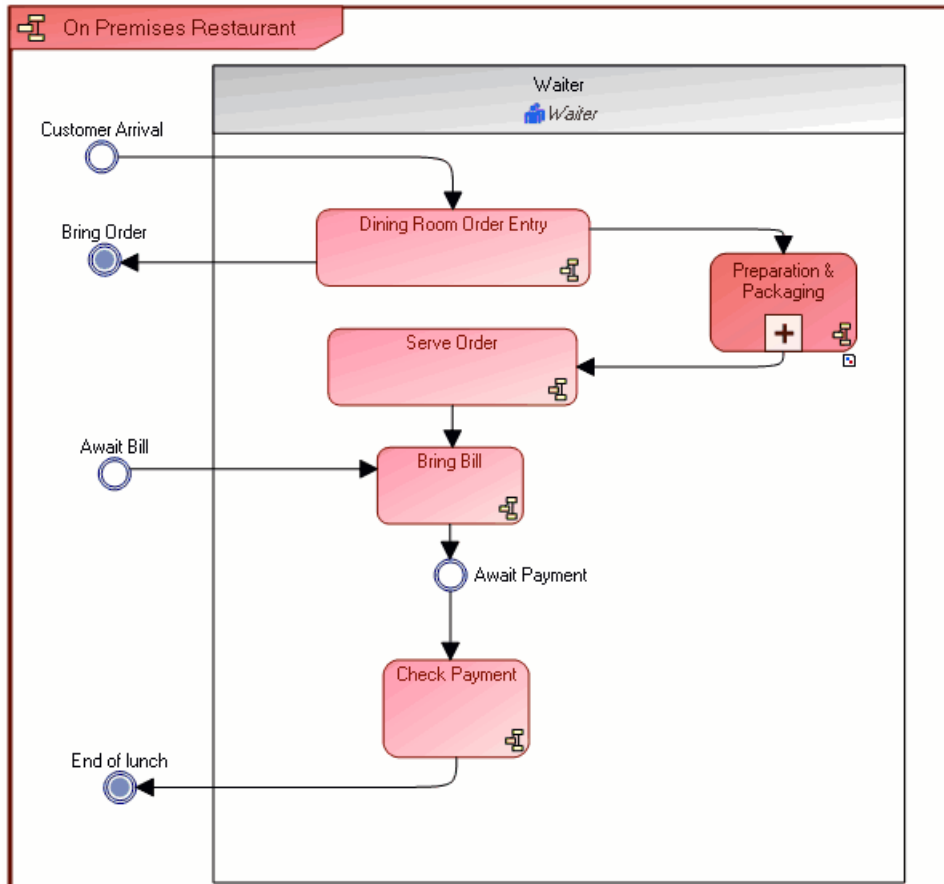 On Premises Restaurant
Waiter
Waiter
Customer Arrival
Dining Room Order Entry
Bring Order
Preparation &
Packaging
Serve Order
Await Bill
Bring Bill
Await Payment
Check Payment
End of lunch